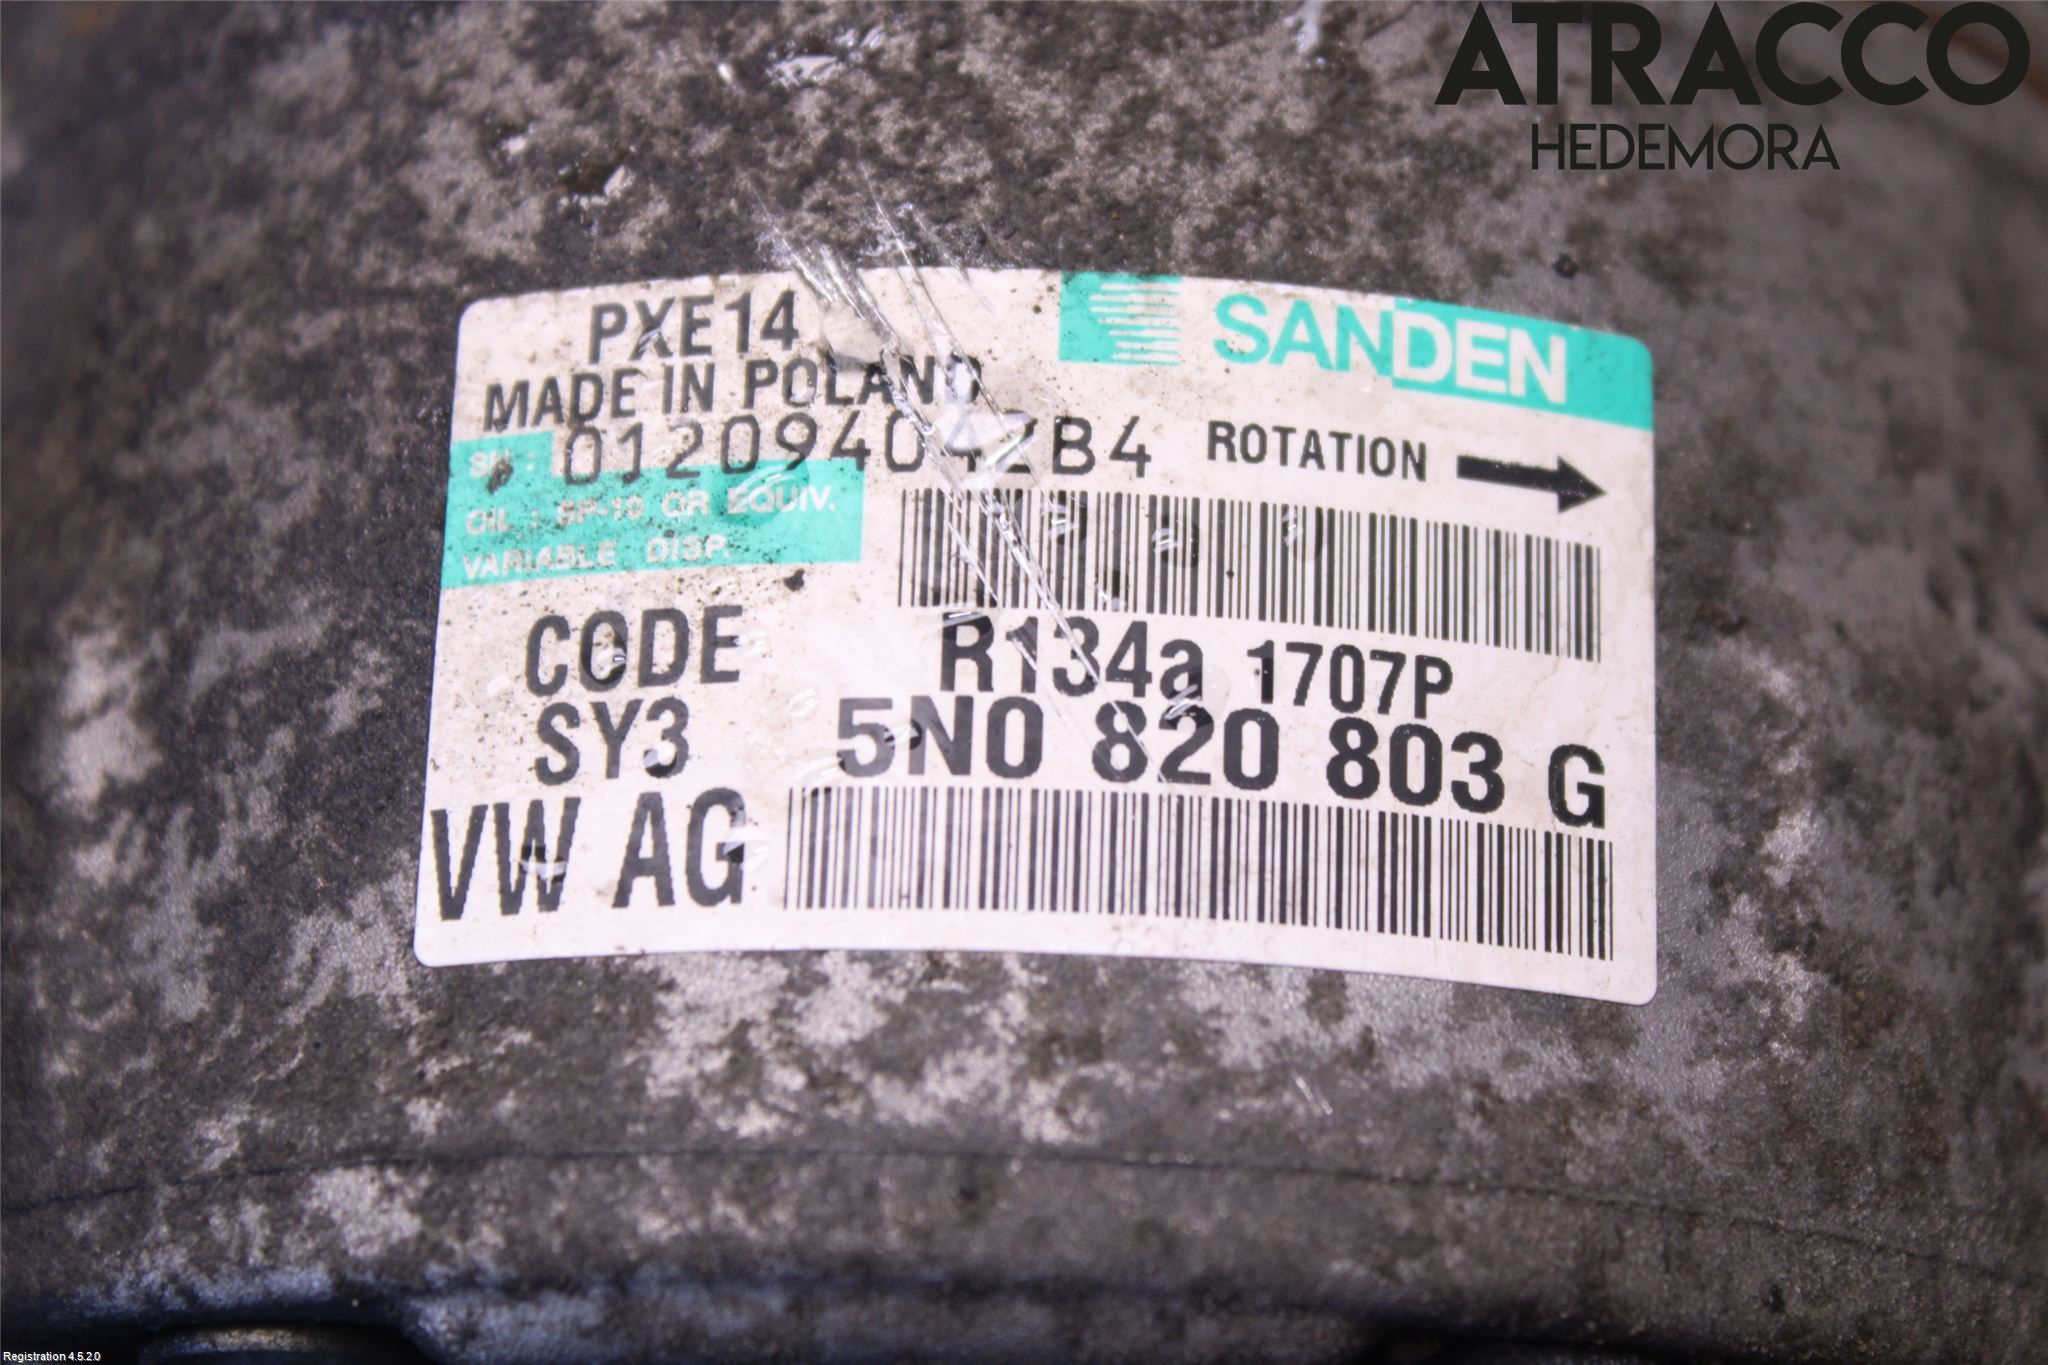 ATRACCO
HEDEMORA
PXE14
SANDEN
MADE IN POLAND
SN: 012094042B4
ROTATION
OIL : SP-10 OR EQUIV.
VARIABLE DISP.
CODE
R134a 1707P
SY3
5N0 820 803 G
VW AG
Registration 4.5.2.0